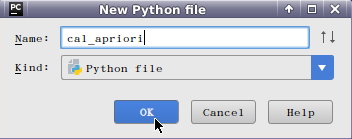 PC New Python file
Name: cal_apriori
Kind: Python file
OK Cancel Help